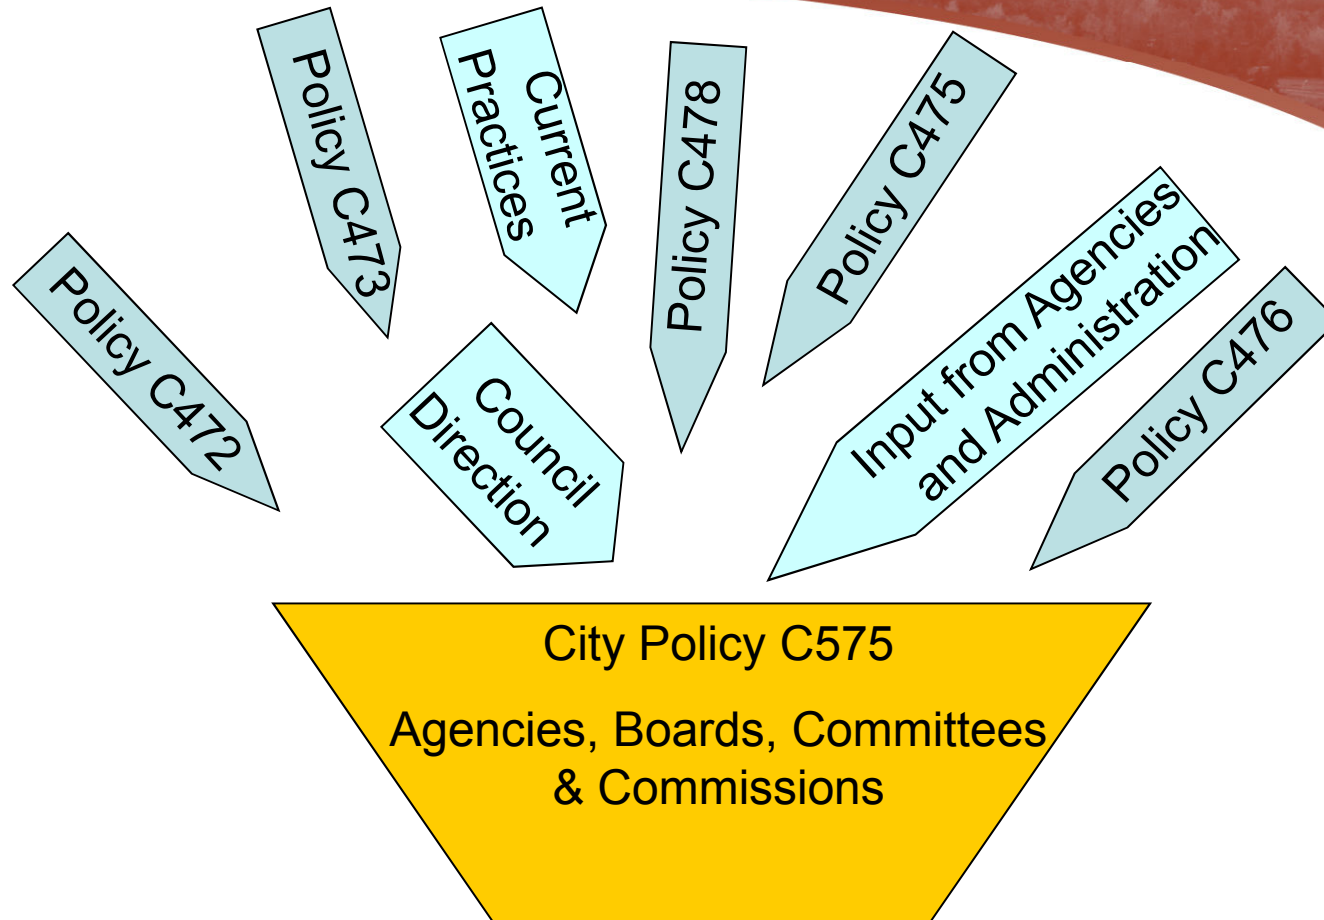 Policy C472
Policy C473
Current
Practices
Policy C478
Policy C475
Council
Direction
Input from Agencies
and Administration
Policy C476
City Policy C575
Agencies, Boards, Committees
& Commissions